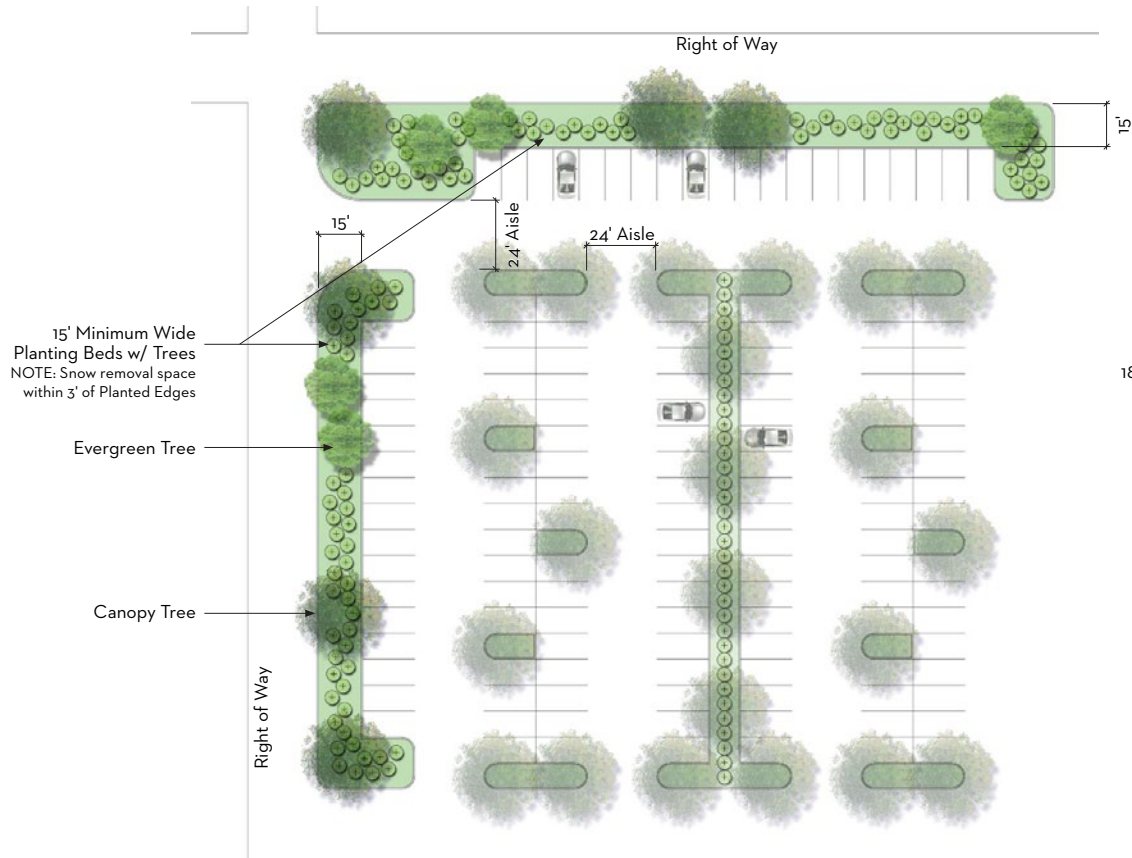 Right of Way
15'
15'
24' Aisle
24' Aisle
15' Minimum Wide
Planting Beds w/ Trees
NOTE: Snow removal space
within 3' of Planted Edges
18
Evergreen Tree
Canopy Tree
Right of Way